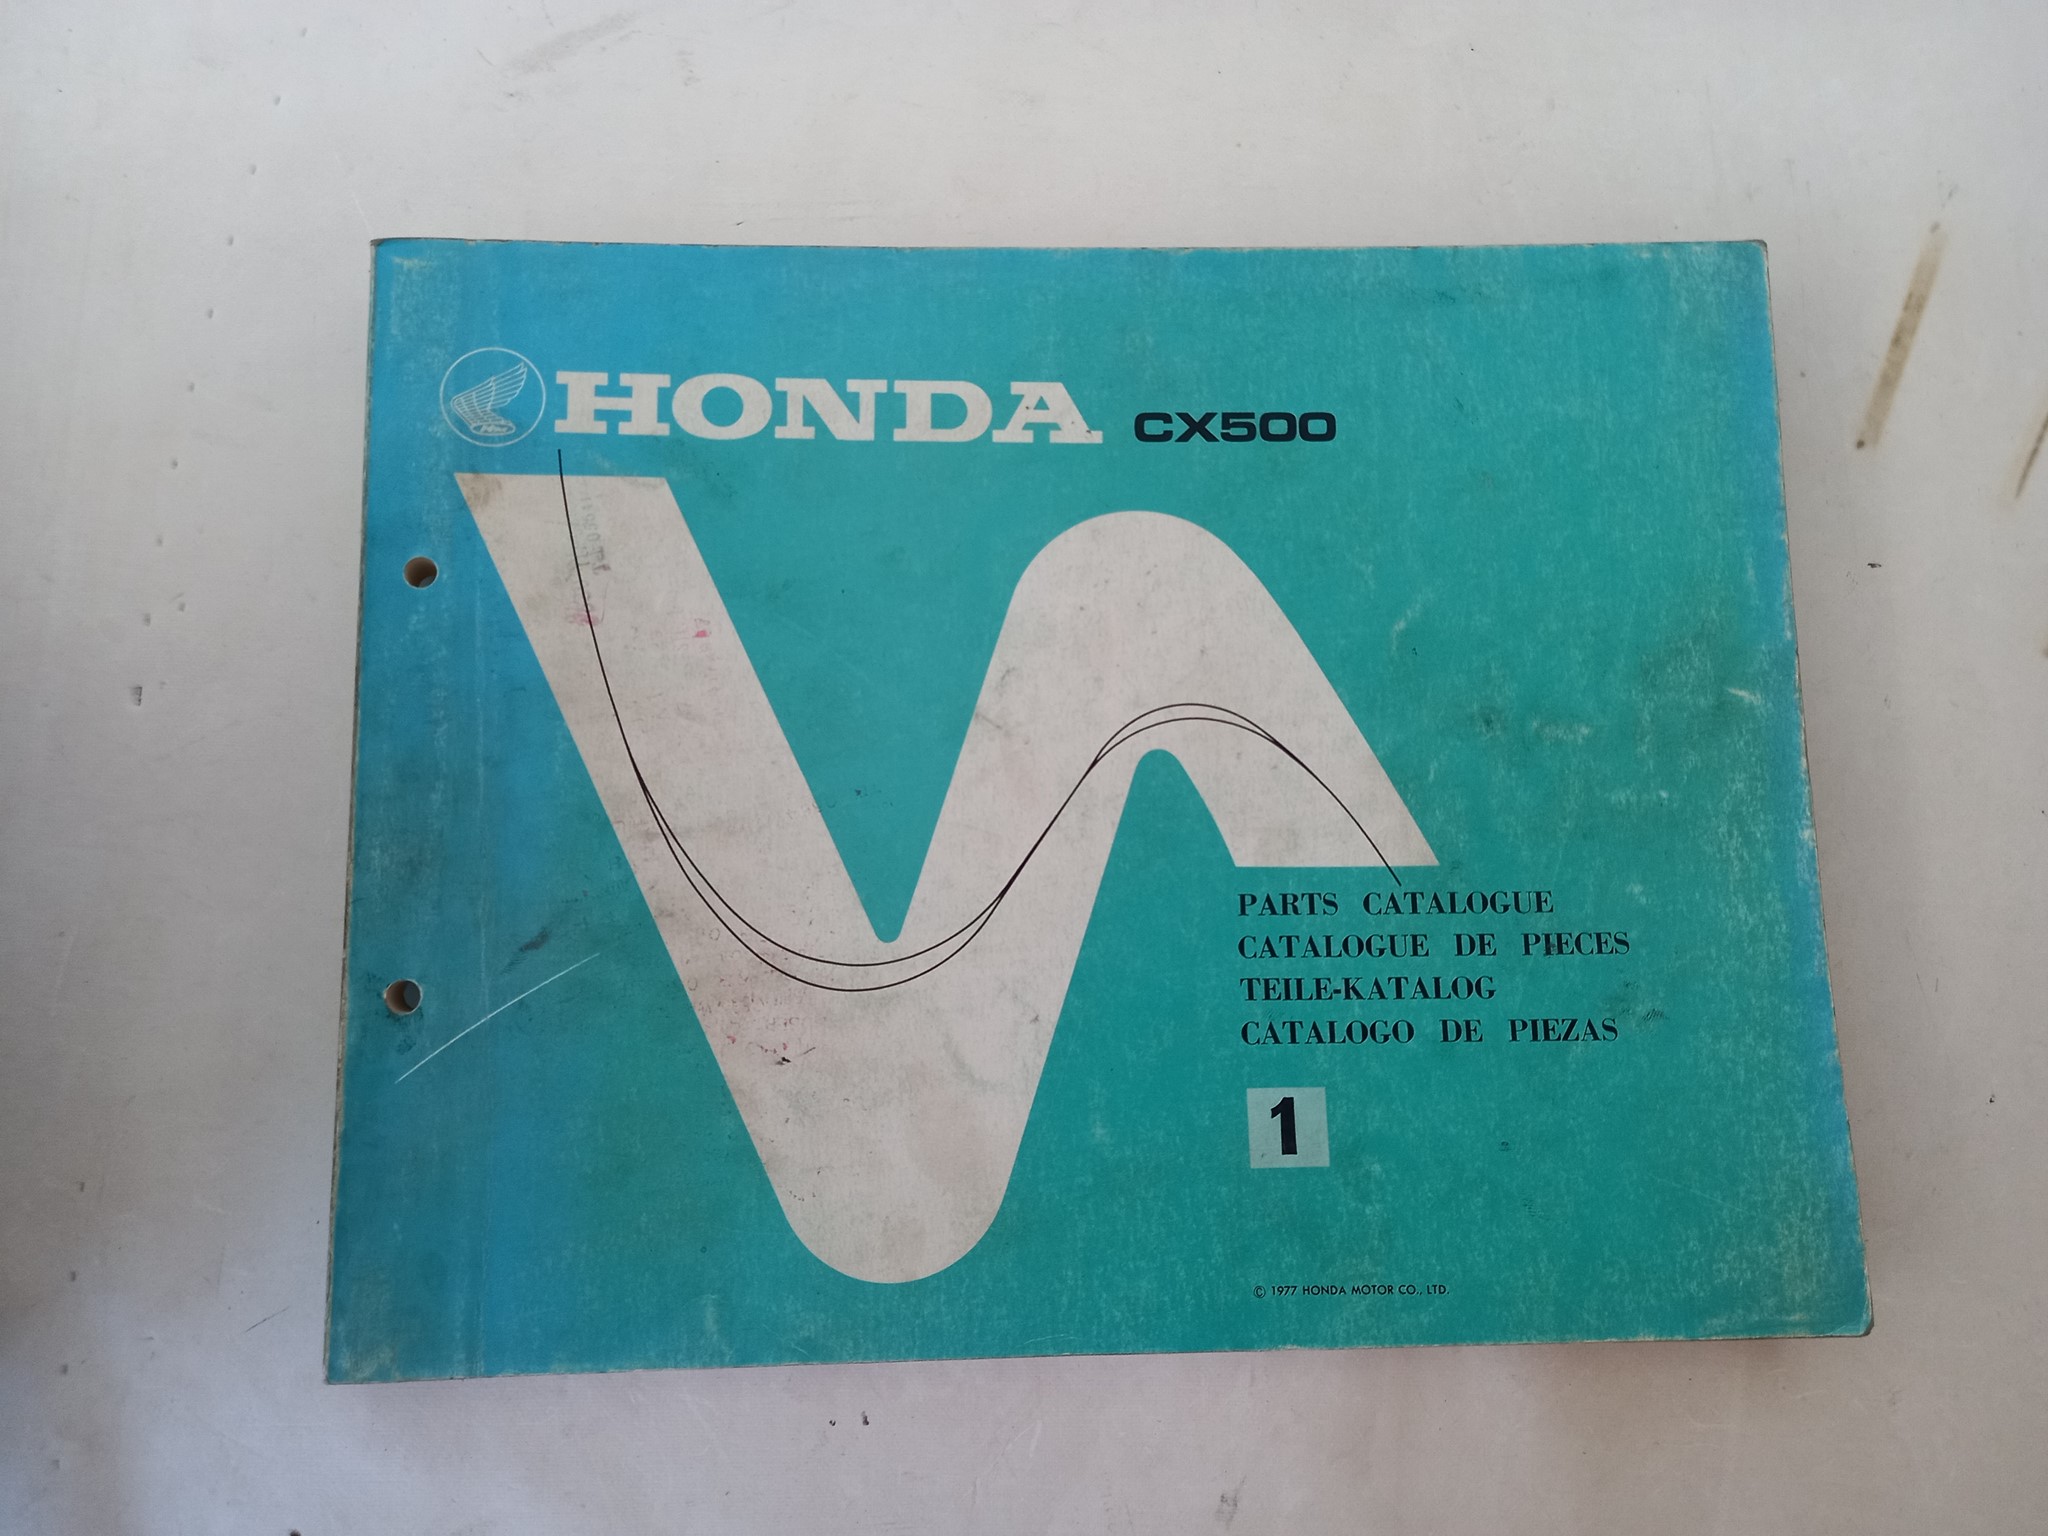 HONDA CX500
PARTS CATALOGUE
CATALOGUE DE PIECES
TEILE-KATALOG
CATALOGO DE PIEZAS
1
© 1977 HONDA MOTOR CO., LTD.